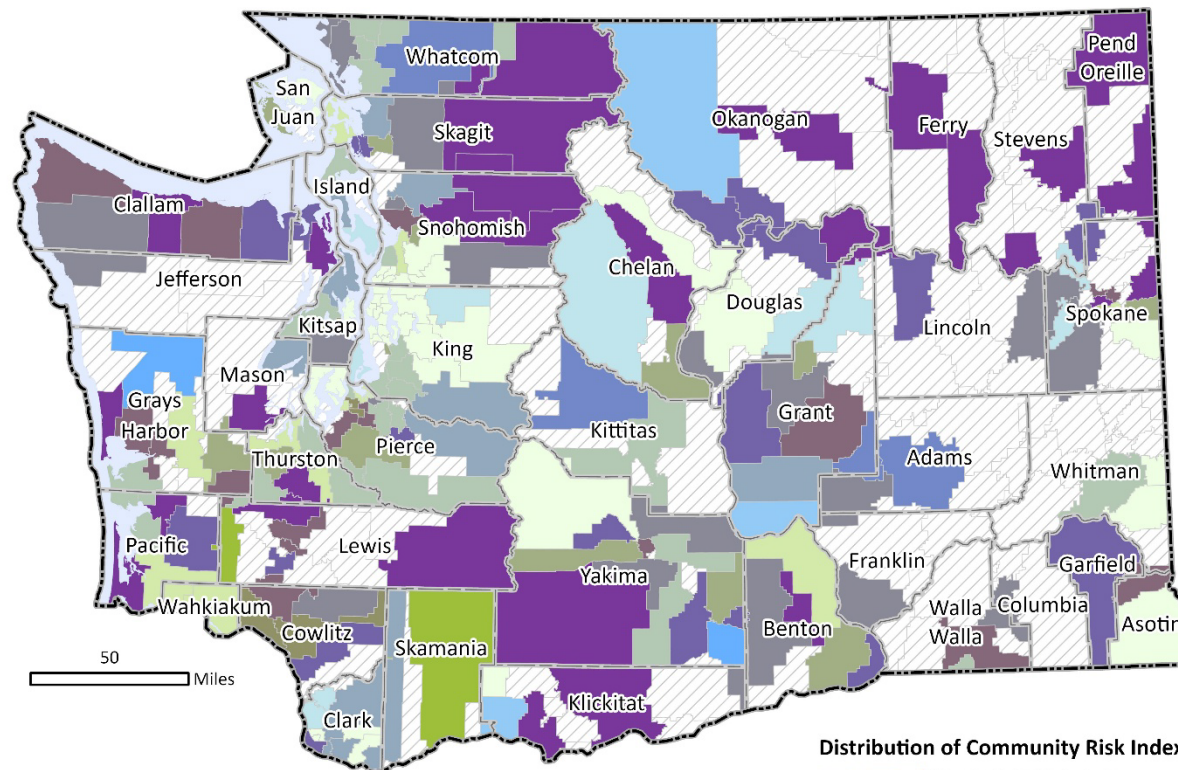 Whatcom
Pend
Oreille
San
Juan
Okanogan
Ferry
Skagit
Stevens
Island
Clallam
Snohomish
Chelan
Jefferson
Douglas
Spokane
Kitsap
Lincoln
King
Mason
Grays
Harbor
Grant
Kittitas
Pierce
Adams
Thurston
Whitman
Pacific
Lewis
Franklin
Garfield
Yakima
Wahkiakum
Walla
Walla
Columbia
Asotin
Cowlitz
Benton
Skamania
50
Miles
Klickitat
Clark
Distribution of Community Risk Index